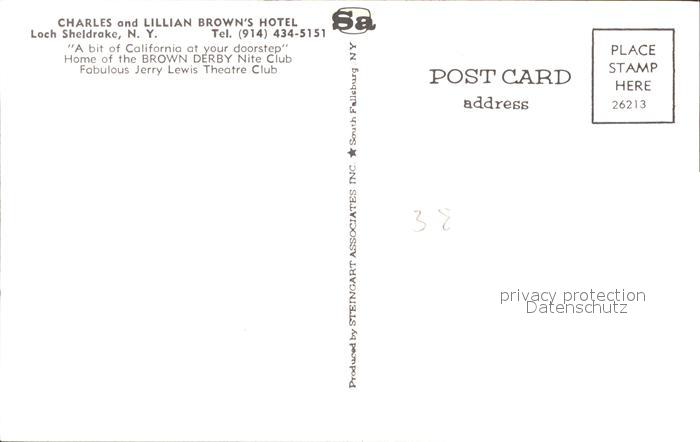 CHARLES and LILLIAN BROWN'S HOTEL
Loch Sheldrake, N. Y. Tel. (914) 434-5151
"A bit of California at your doorstep"
Home of the BROWN DERBY Nite Club
Fabulous Jerry Lewis Theatre Club
Sa
Produced by STEINGART ASSOCIATES INC. ★ South Fallsburg NY
POST CARD
address
PLACE
STAMP
HERE
26213
38
privacy protection
Datenschutz